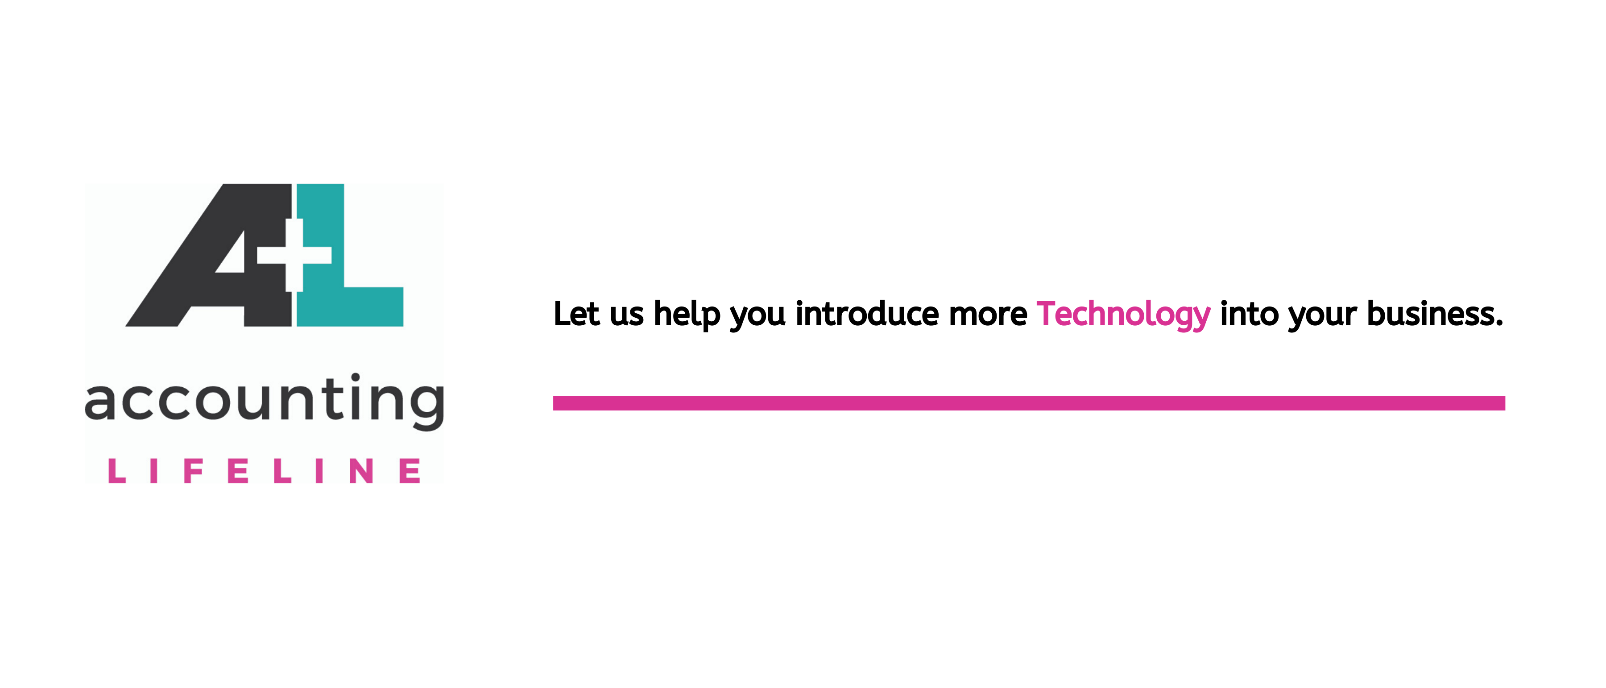 A+L
accounting
LIFELINE
Let us help you introduce more Technology into your business.